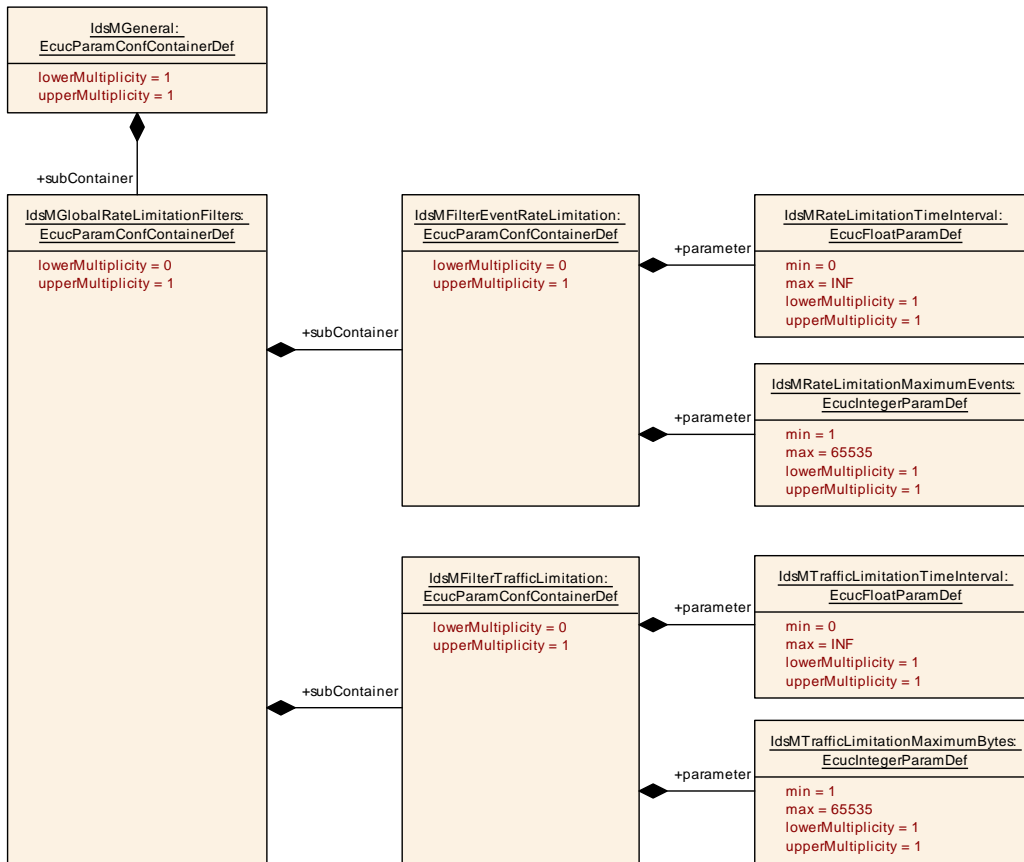 IdsMGeneral:
EcucParamConfContainerDef
lowerMultiplicity = 1
upperMultiplicity = 1
+subContainer
IdsMGlobalRateLimitationFilters:
EcucParamConfContainerDef
lowerMultiplicity = 0
upperMultiplicity = 1
+subContainer
IdsMFilterEventRateLimitation:
EcucParamConfContainerDef
lowerMultiplicity = 0
upperMultiplicity = 1
+parameter
IdsMRateLimitationTimeInterval:
EcucFloatParamDef
min = 0
max = INF
lowerMultiplicity = 1
upperMultiplicity = 1
+parameter
IdsMRateLimitationMaximumEvents:
EcucIntegerParamDef
min = 1
max = 65535
lowerMultiplicity = 1
upperMultiplicity = 1
+subContainer
IdsMFilterTrafficLimitation:
EcucParamConfContainerDef
lowerMultiplicity = 0
upperMultiplicity = 1
+parameter
IdsMTrafficLimitationTimeInterval:
EcucFloatParamDef
min = 0
max = INF
lowerMultiplicity = 1
upperMultiplicity = 1
+parameter
IdsMTrafficLimitationMaximumBytes:
EcucIntegerParamDef
min = 1
max = 65535
lowerMultiplicity = 1
upperMultiplicity = 1